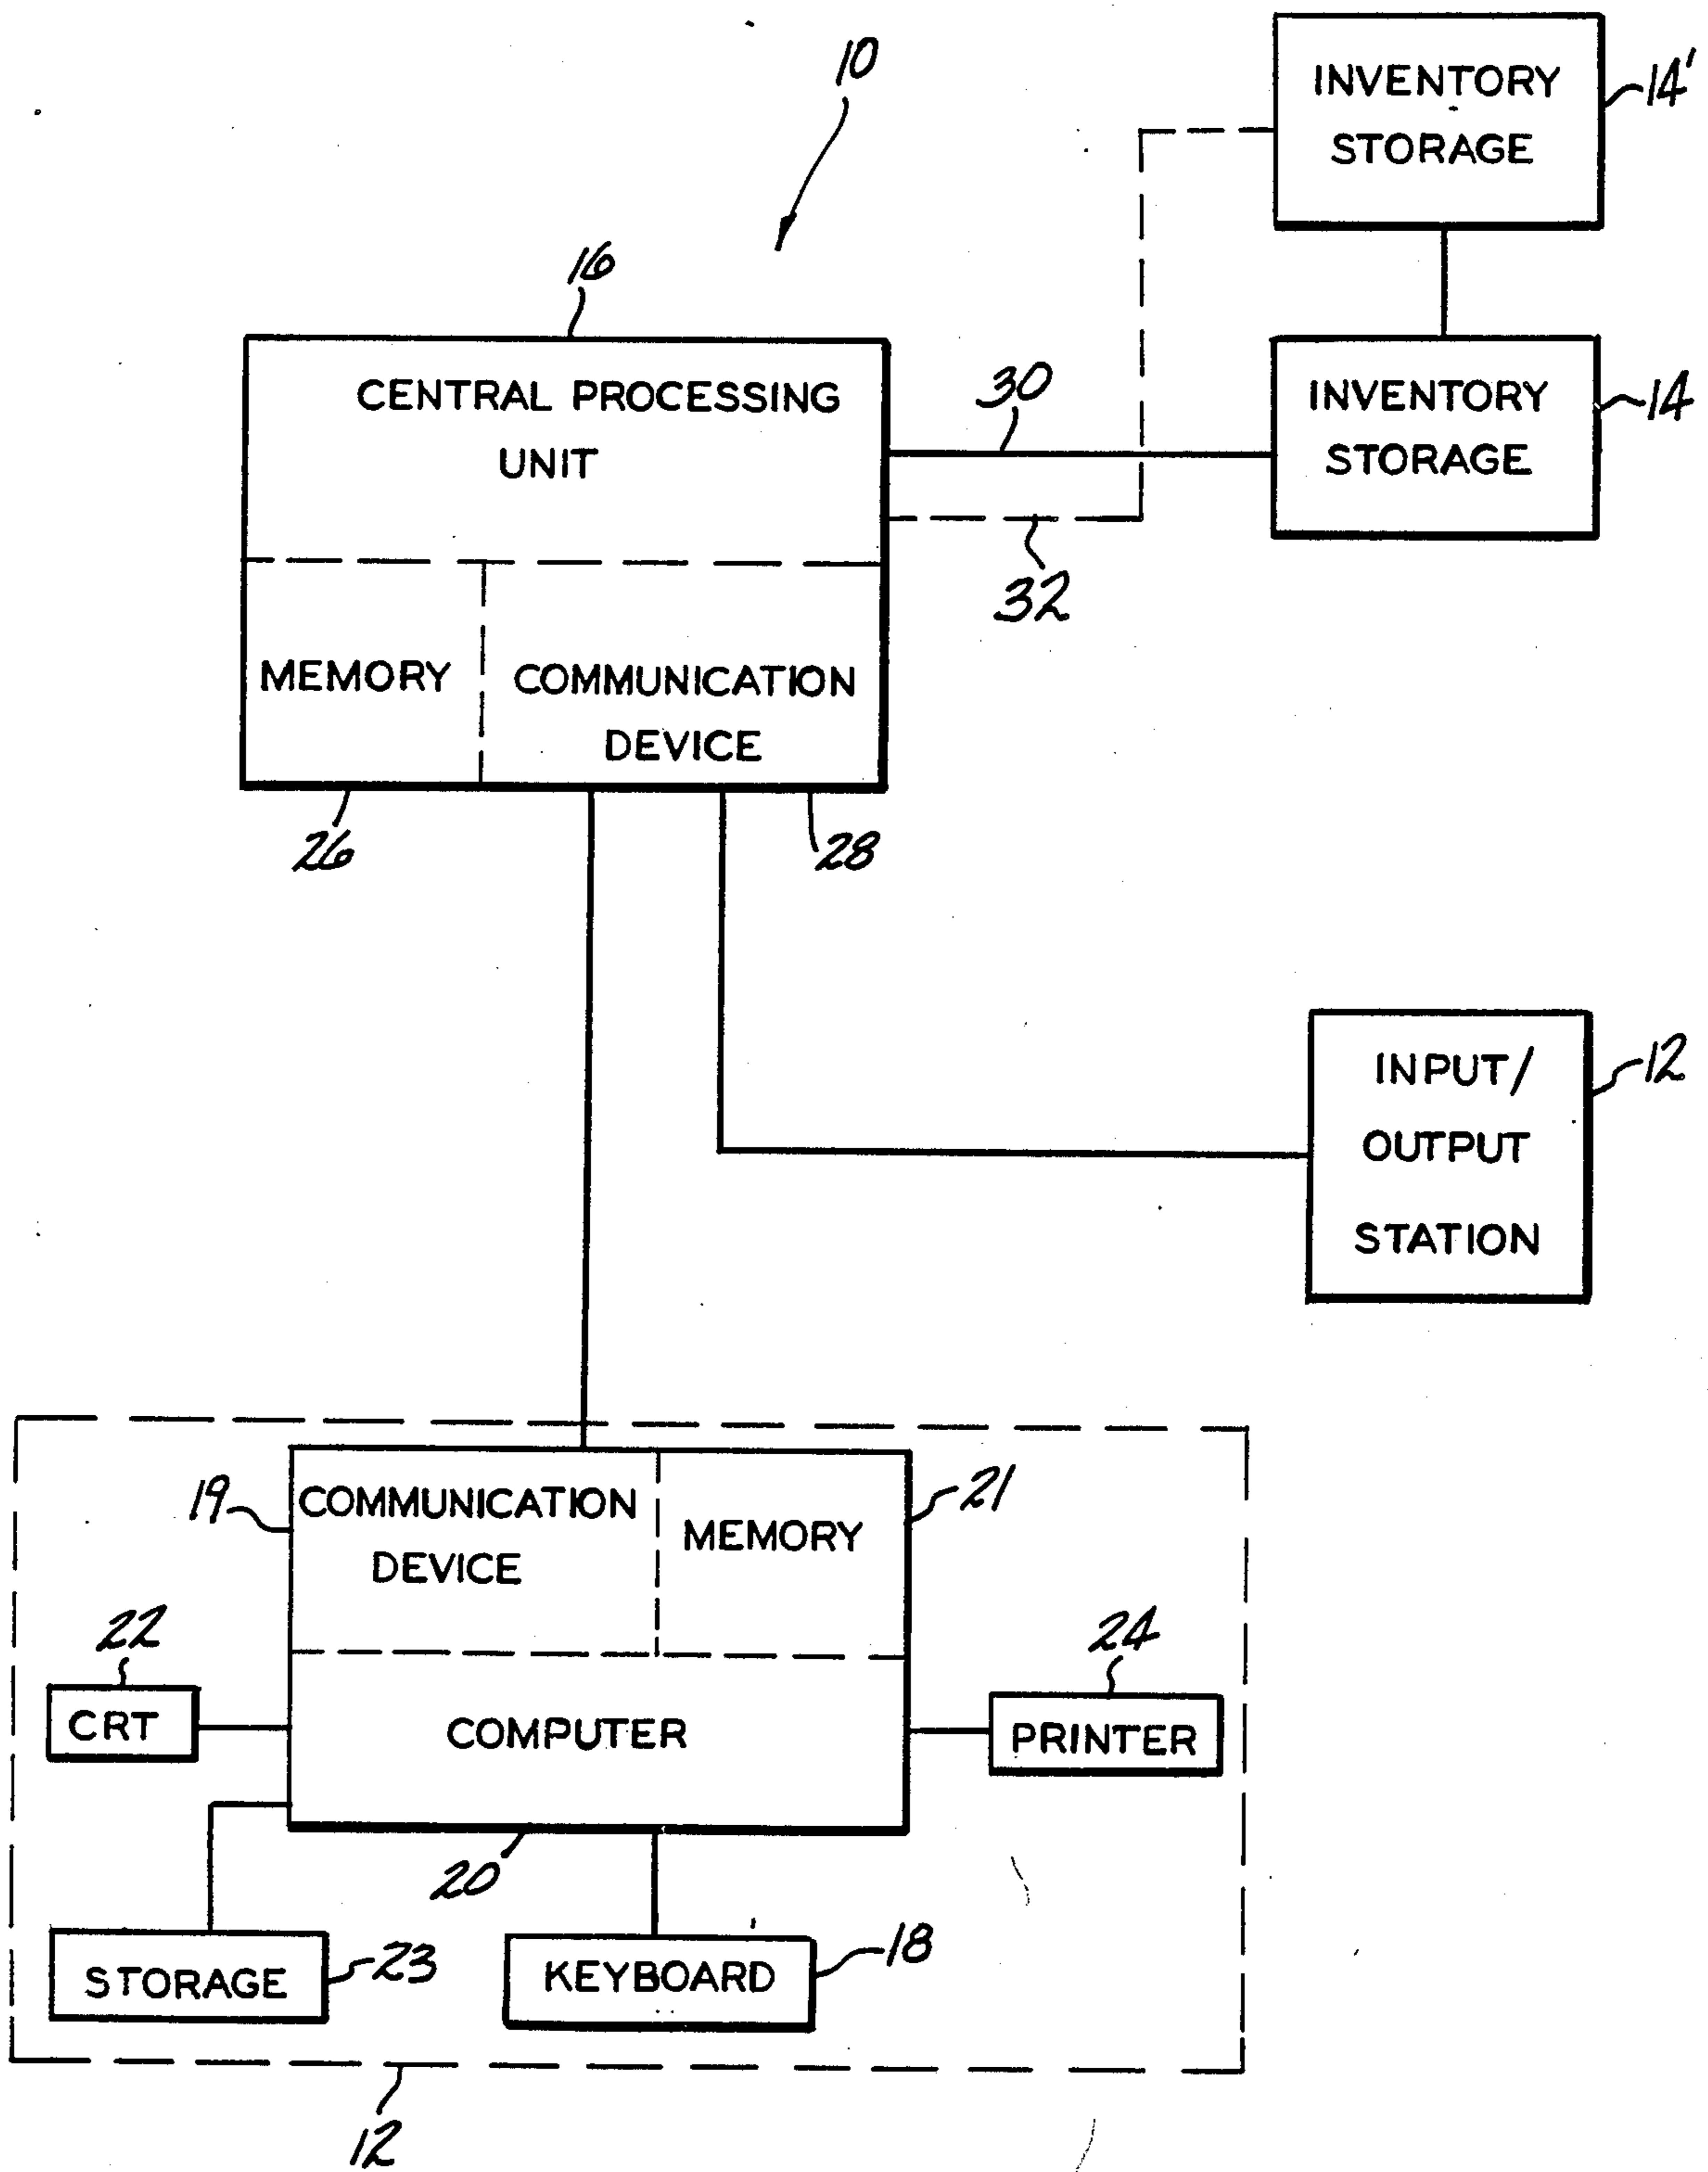 10
INVENTORY
STORAGE
14'
16
CENTRAL PROCESSING
UNIT
30
INVENTORY
STORAGE
14
32
MEMORY
COMMUNICATION
DEVICE
26
28
INPUT/
OUTPUT
STATION
12
19
COMMUNICATION
DEVICE
MEMORY
21
22
CRT
COMPUTER
24
PRINTER
20
STORAGE
23
KEYBOARD
18
12